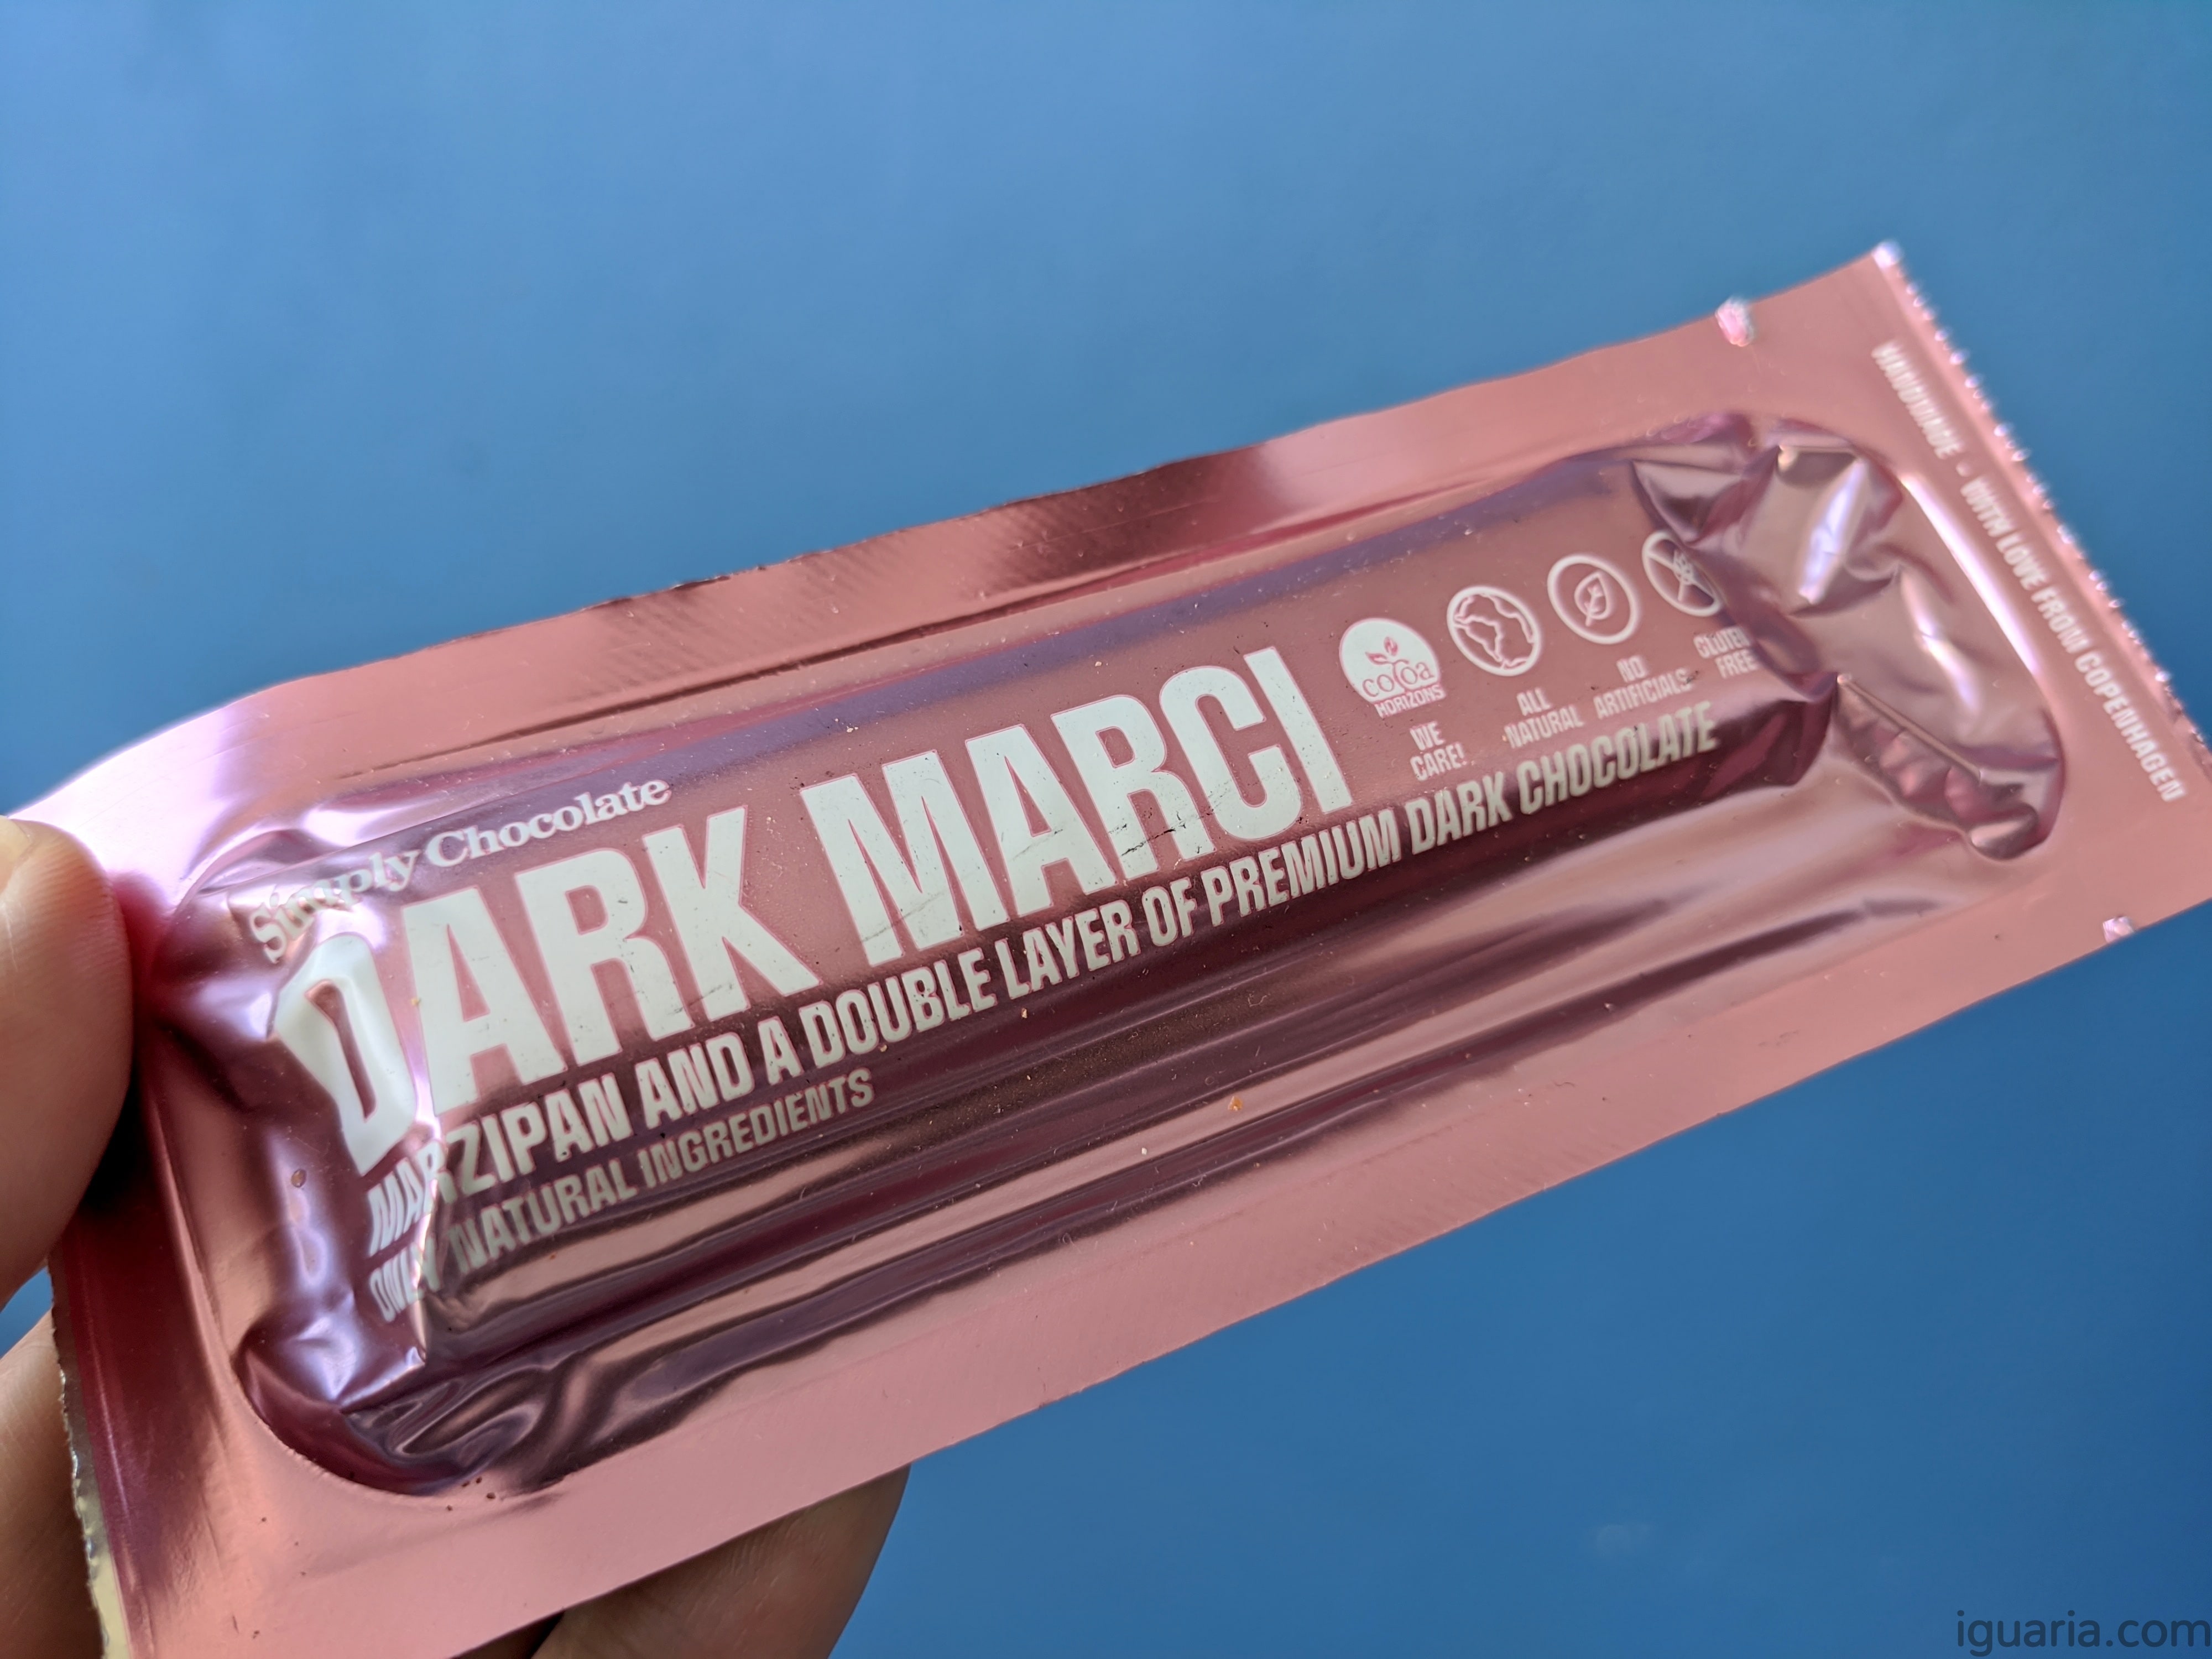 Simply Chocolate
DARK MARCI
MARZIPAN AND A DOUBLE LAYER OF PREMIUM DARK CHOCOLATE
ONLY NATURAL INGREDIENTS
cocoa
HORIZONS
WE
CARE!
ALL
NATURAL
NO
ARTIFICIALS
GLUTEN
FREE
HANDMADE - WITH LOVE FROM COPENHAGEN
iguaria.com